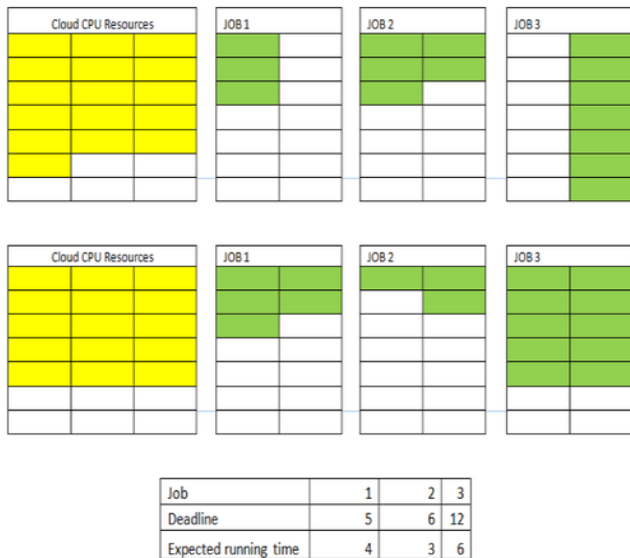 Cloud CPU Resources JOB 1 JOB 2 JOB 3
Cloud CPU Resources JOB 1 JOB 2 JOB 3
Job 1 2 3
Deadline 5 6 12
Expected running time 4 3 6